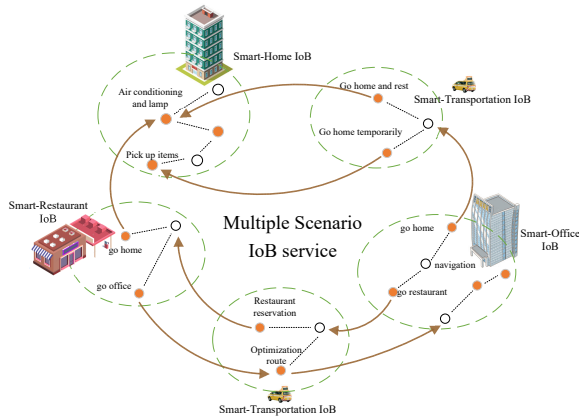 Smart-Home IoB
Air conditioning
and lamp
Pick up items
Go home and rest
Smart-Transportation IoB
Go home temporarily
Smart-Restaurant
IoB
go home
go office
Multiple Scenario
IoB service
go home
Smart-Office
IoB
navigation
go restaurant
Restaurant
reservation
Optimization
route
Smart-Transportation IoB